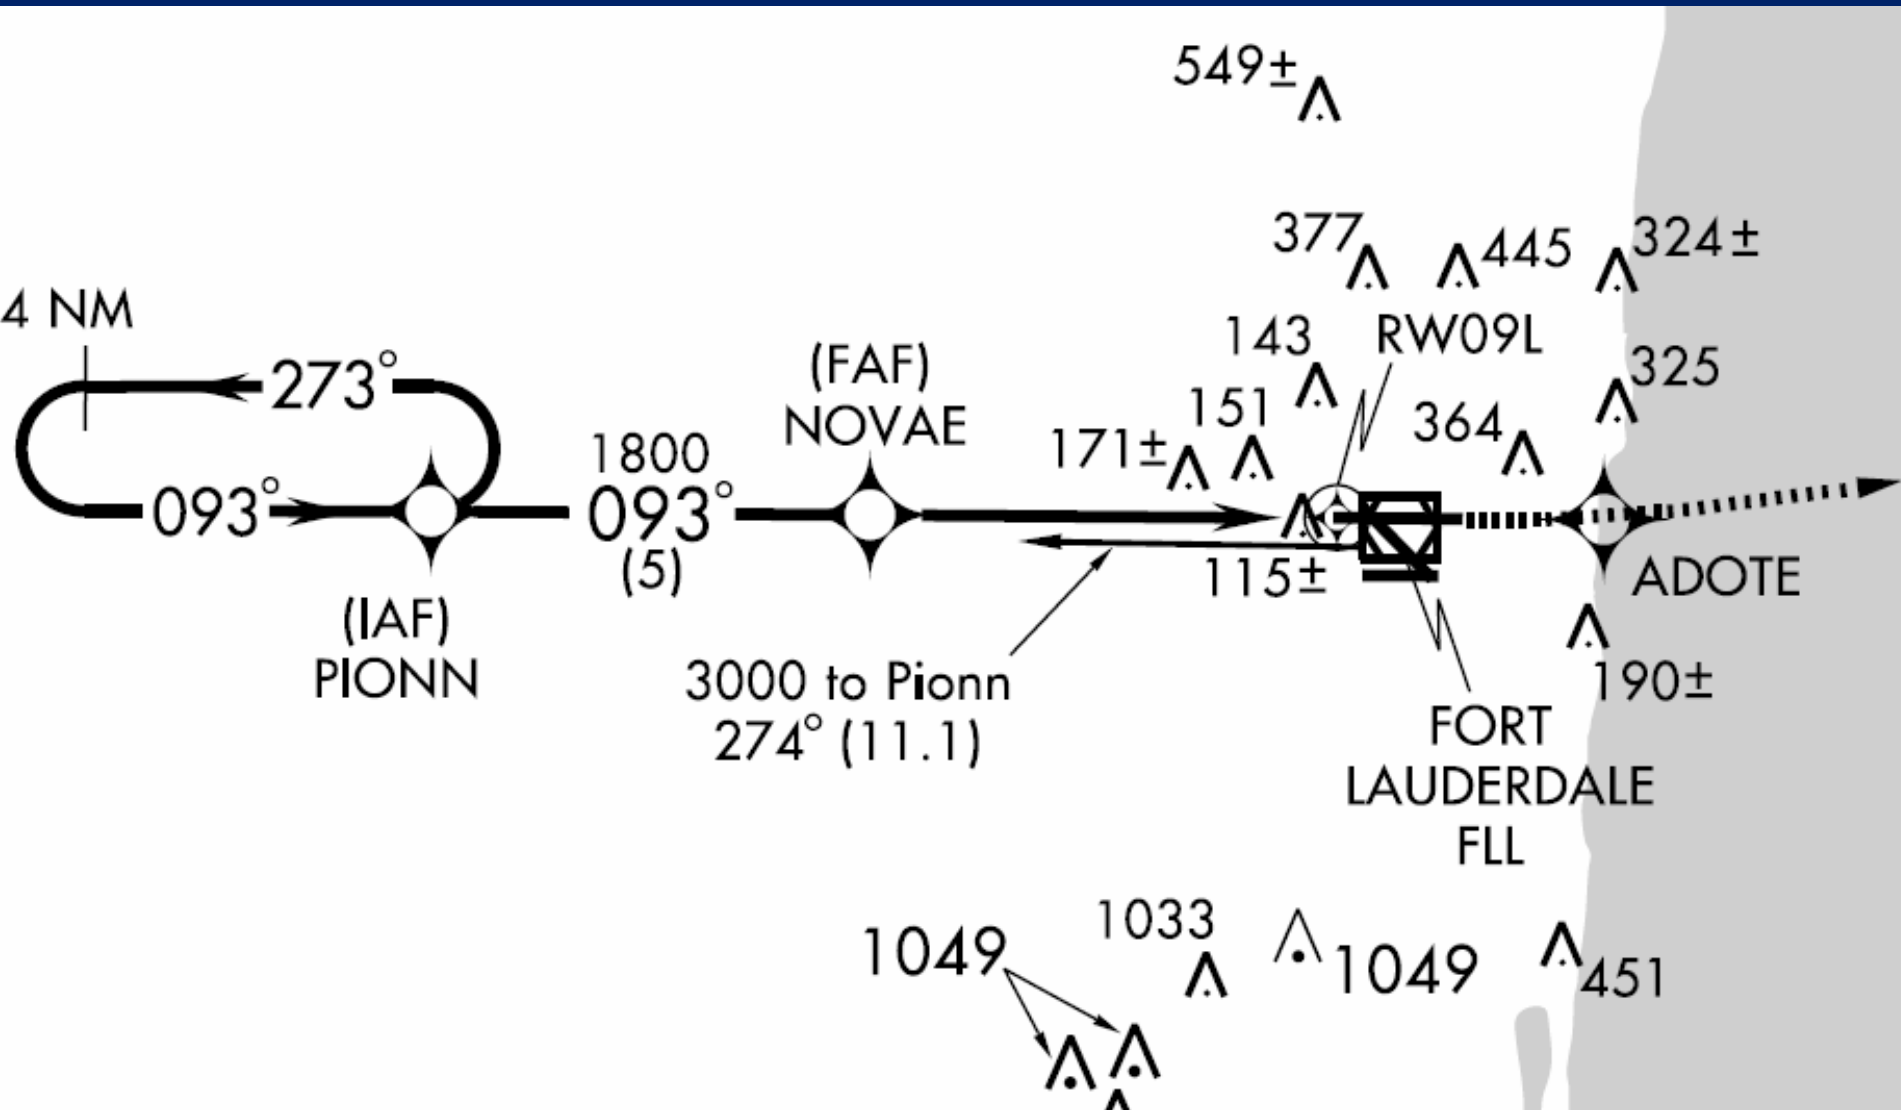 549±
377
445
324±
4 NM
143
RW09L
273°
(FAF)
NOVAE
325
151
364
1800
171±
093°
093°
(5)
115±
ADOTE
(IAF)
PIONN
3000 to Pionn
274° (11.1)
190±
FORT
LAUDERDALE
FLL
1033
1049
1049
451